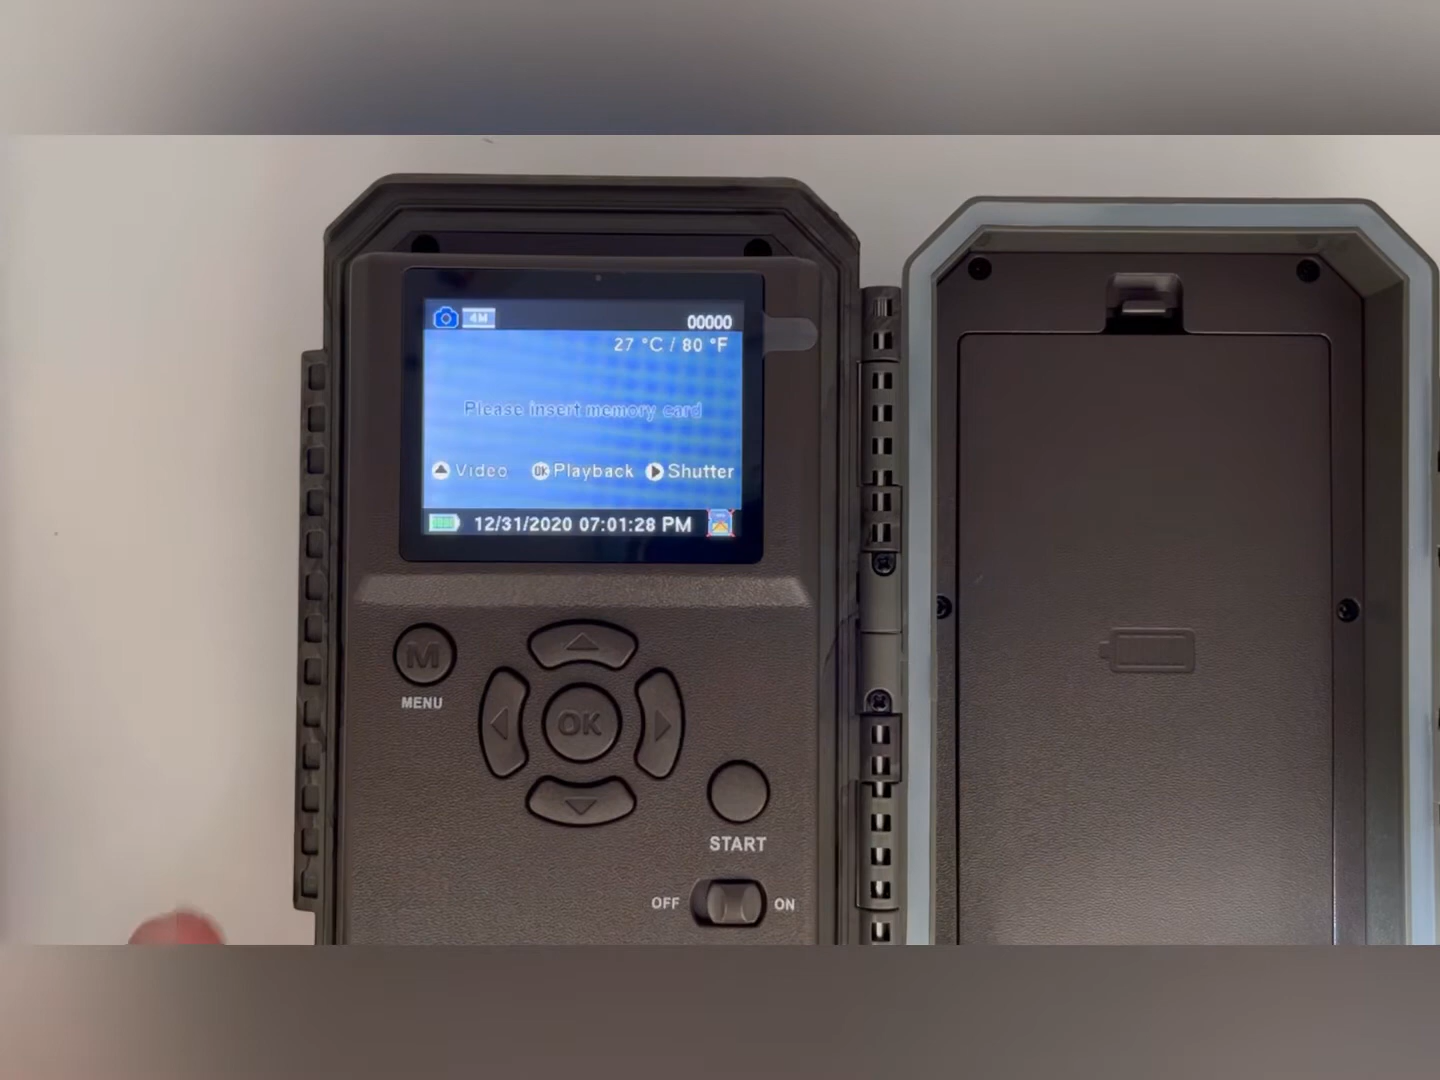 4M
00000
27 °C / 80 °F
Please insert memory card
Video OK Playback Shutter
12/31/2020 07:01:28 PM
M
MENU
OK
START
OFF ON